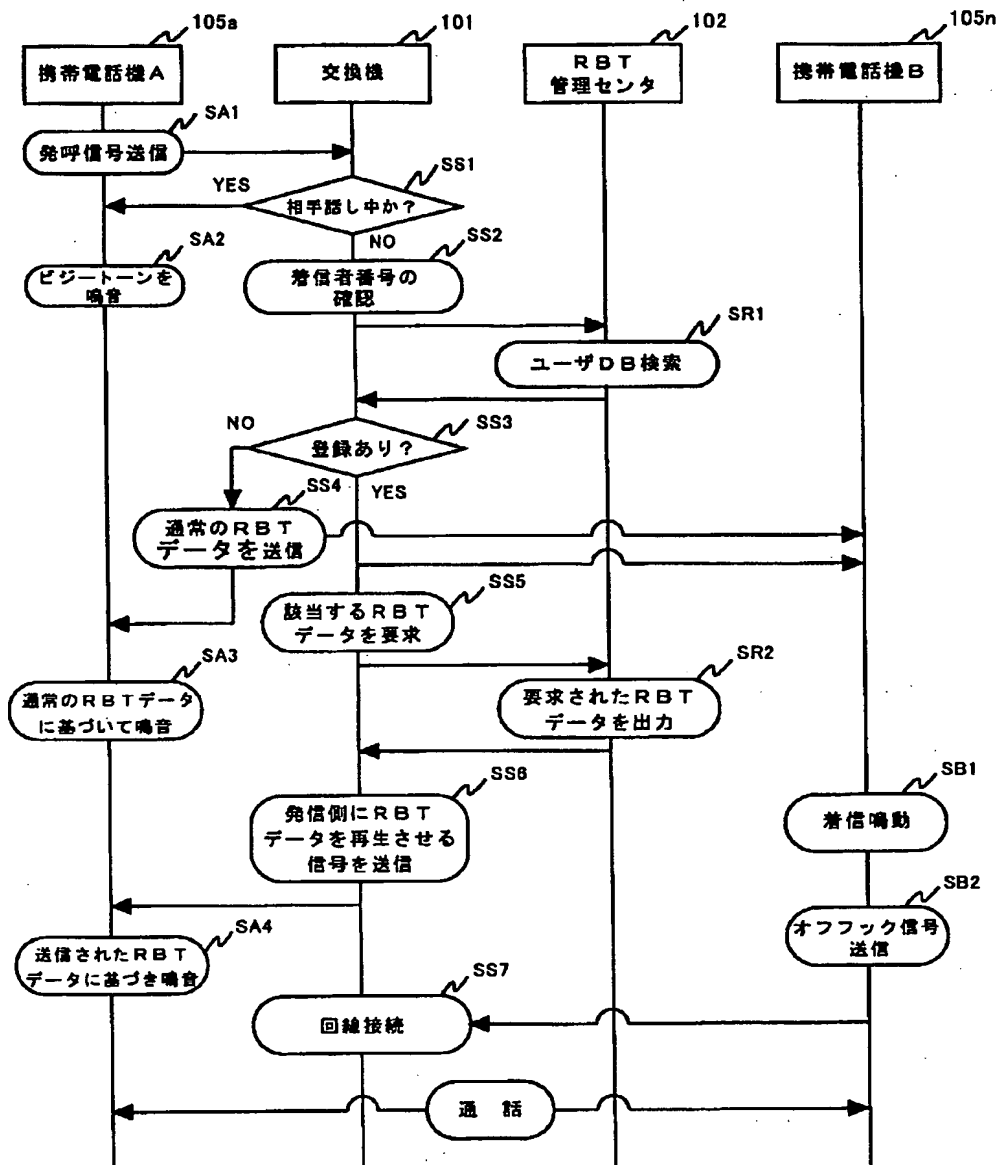 105a
101
102
105n
携帯電話機A
交換機
RBT
管理センタ
携帯電話機B
SA1
発呼信号送信
SS1
YES
相手話し中か?
NO
SA2
ビジートーンを
鳴音
SS2
着信者番号の
確認
SR1
ユーザDB検索
NO
SS3
登録あり?
YES
SS4
通常のRBT
データを送信
SS5
該当するRBT
データを要求
SA3
通常のRBTデータ
に基づいて鳴音
SR2
要求されたRBT
データを出力
SS6
発信側にRBT
データを再生させる
信号を送信
SB1
着信鳴動
SB2
オフフック信号
送信
SA4
送信されたRBT
データに基づき鳴音
SS7
回線接続
通 話